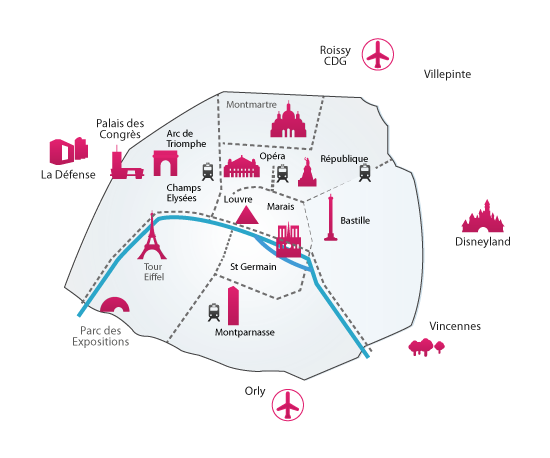 Roissy
CDG
Villepinte
Montmartre
Palais des
Congrès
Arc de
Triomphe
La Défense
Opéra
République
Champs
Elysées
Louvre
Marais
Bastille
Disneyland
Tour
Eiffel
St Germain
Parc des
Expositions
Montparnasse
Vincennes
Orly